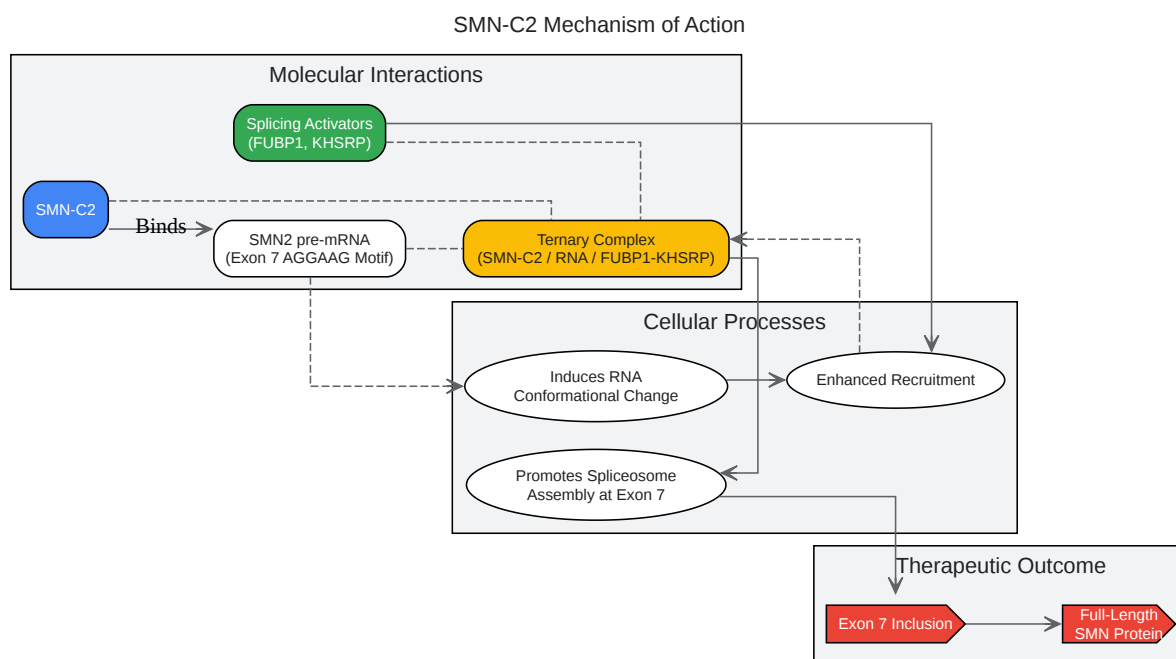 SMN-C2 Mechanism of Action
Molecular Interactions
Splicing Activators
(FUBP1, KHSRP)
SMN-C2
Binds
SMN2 pre-mRNA
(Exon 7 AGGAAG Motif)
Ternary Complex
(SMN-C2 / RNA / FUBP1-KHSRP)
Cellular Processes
Induces RNA
Conformational Change
Enhanced Recruitment
Promotes Spliceosome
Assembly at Exon 7
Therapeutic Outcome
Exon 7 Inclusion
Full-Length
SMN Protein